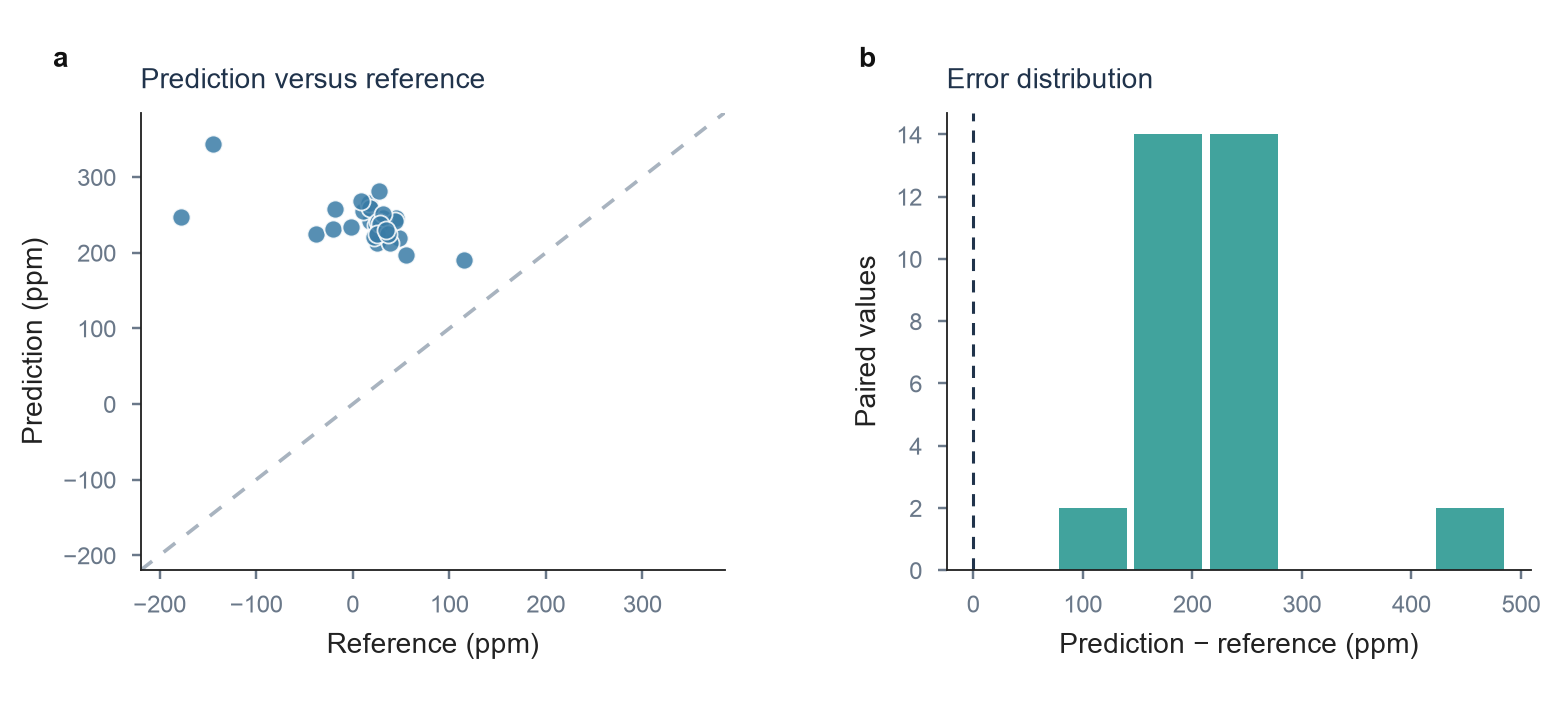 a
Prediction versus reference
Prediction (ppm)
300
200
100
0
−100
−200
−200 −100 0 100 200 300
Reference (ppm)
b
Error distribution
Paired values
14
12
10
8
6
4
2
0
0 100 200 300 400 500
Prediction − reference (ppm)